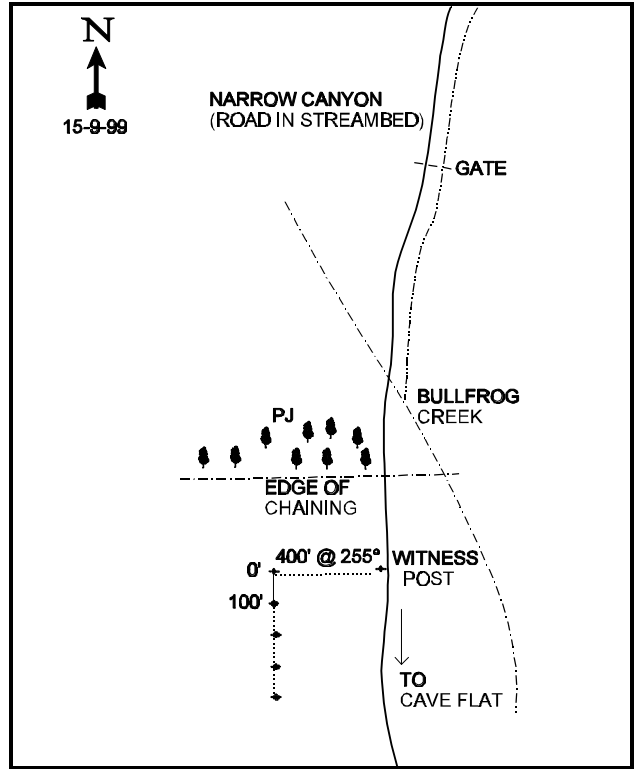 N
15-9-99
NARROW CANYON
(ROAD IN STREAMBED)
GATE
BULLFROG
CREEK
PJ
EDGE OF
CHAINING
400' @ 255°
WITNESS
POST
0'
100'
TO
CAVE FLAT